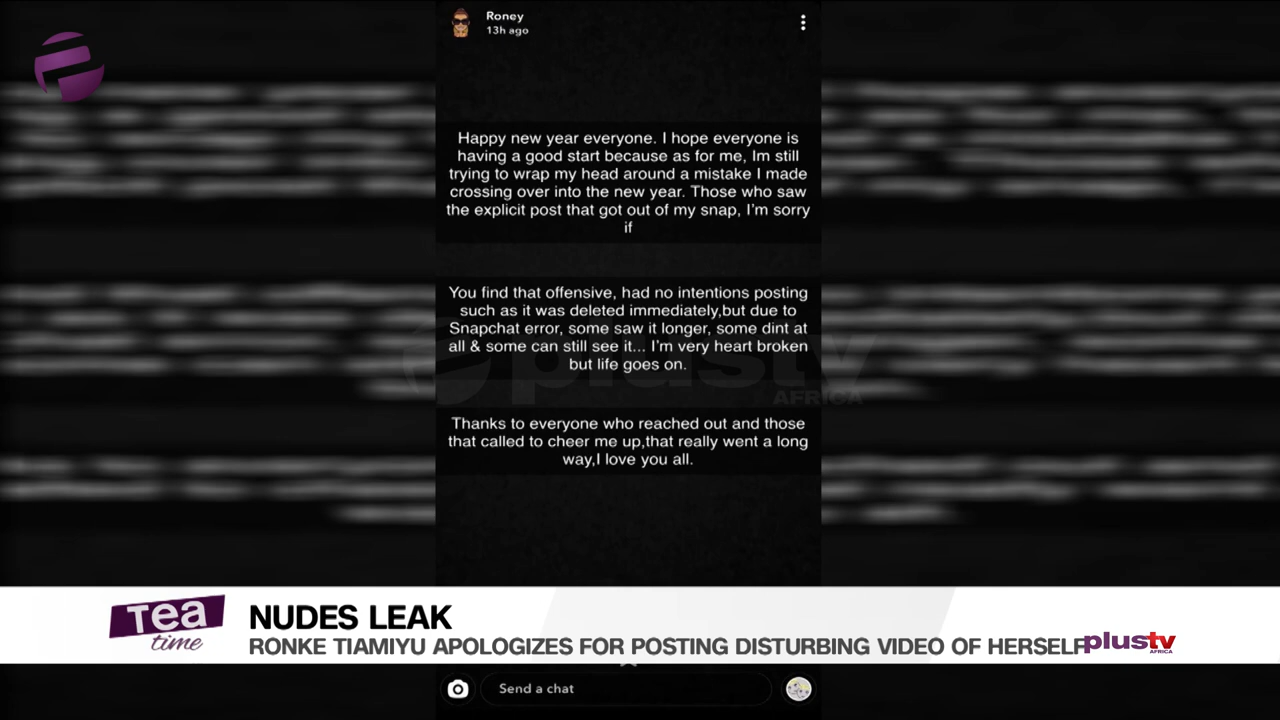 Roney
13h ago
Happy new year everyone. I hope everyone is
having a good start because as for me, Im still
trying to wrap my head around a mistake I made
crossing over into the new year. Those who saw
the explicit post that got out of my snap, I'm sorry
if
You find that offensive, had no intentions posting
such as it was deleted immediately,but due to
Snapchat error, some saw it longer, some dint at
all & some can still see it... I'm very heart broken
but life goes on.
plustv
AFRICA
Thanks to everyone who reached out and those
that called to cheer me up,that really went a long
way,I love you all.
Tea
time
NUDES LEAK
RONKE TIAMIYU APOLOGIZES FOR POSTING DISTURBING VIDEO OF HERSELF
plustv
AFRICA
Send a chat